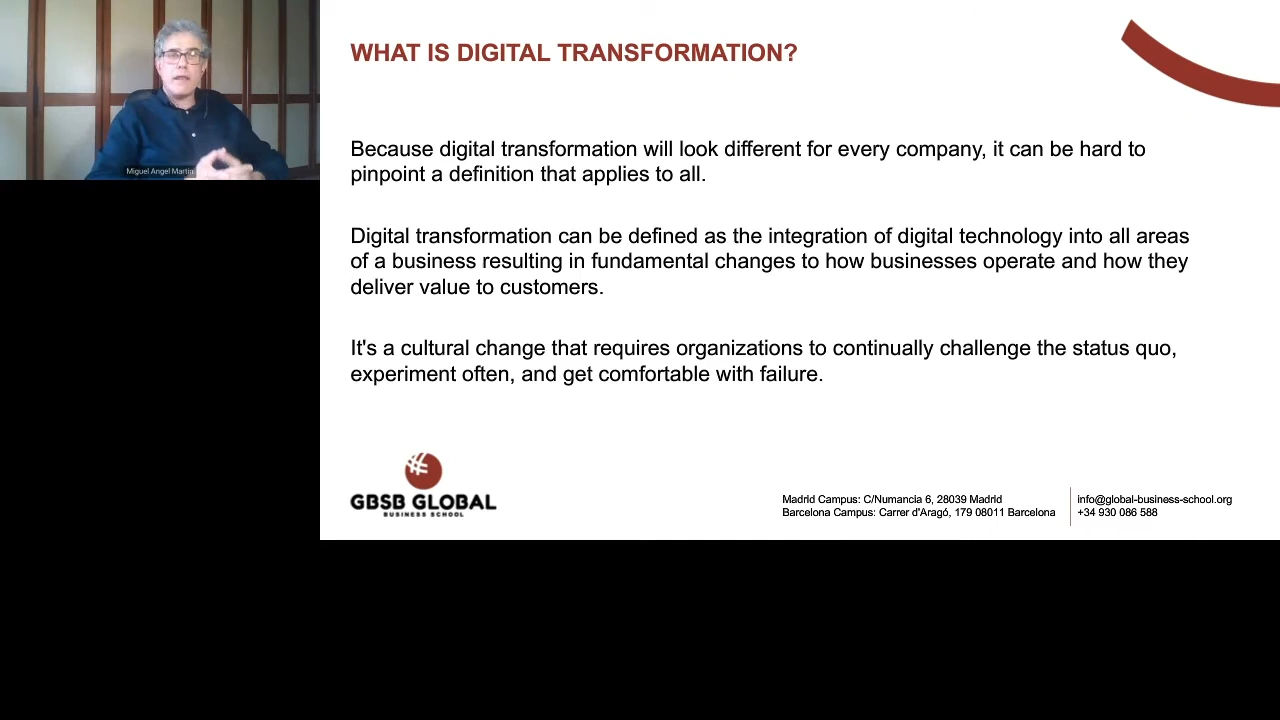 WHAT IS DIGITAL TRANSFORMATION?
Because digital transformation will look different for every company, it can be hard to
pinpoint a definition that applies to all.
Digital transformation can be defined as the integration of digital technology into all areas
of a business resulting in fundamental changes to how businesses operate and how they
deliver value to customers.
It's a cultural change that requires organizations to continually challenge the status quo,
experiment often, and get comfortable with failure.
Miguel Angel Martin
GBSB GLOBAL
BUSINESS SCHOOL
Madrid Campus: C/Numancia 6, 28039 Madrid
Barcelona Campus: Carrer d'Aragó, 179 08011 Barcelona
info@global-business-school.org
+34 930 086 588